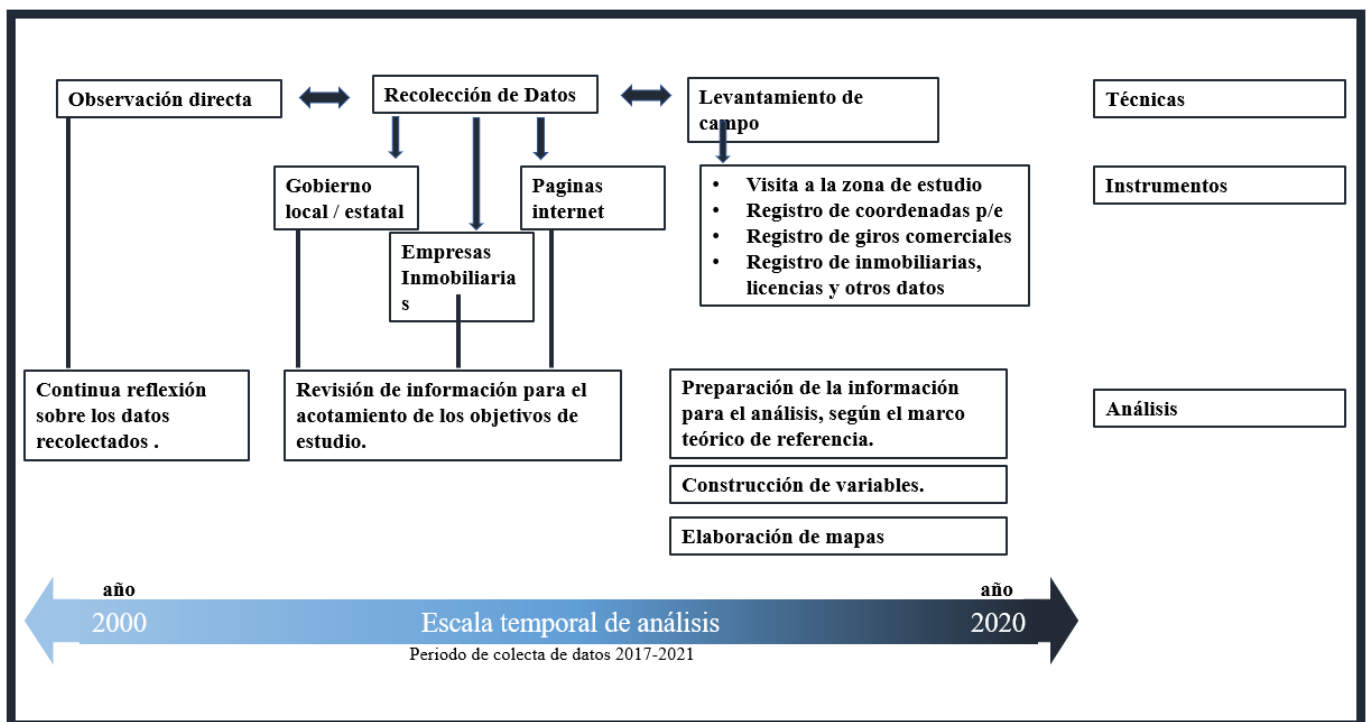 Observación directa
Recolección de Datos
Levantamiento de
campo
Técnicas
Gobierno
local / estatal
Paginas
internet
• Visita a la zona de estudio
• Registro de coordenadas p/e
• Registro de giros comerciales
• Registro de inmobiliarias,
licencias y otros datos
Instrumentos
Empresas
Inmobiliaria
s
Continua reflexión
sobre los datos
recolectados .
Revisión de información para el
acotamiento de los objetivos de
estudio.
Preparación de la información
para el análisis, según el marco
teórico de referencia.
Análisis
Construcción de variables.
Elaboración de mapas
año
2000
Escala temporal de análisis
año
2020
Periodo de colecta de datos 2017-2021